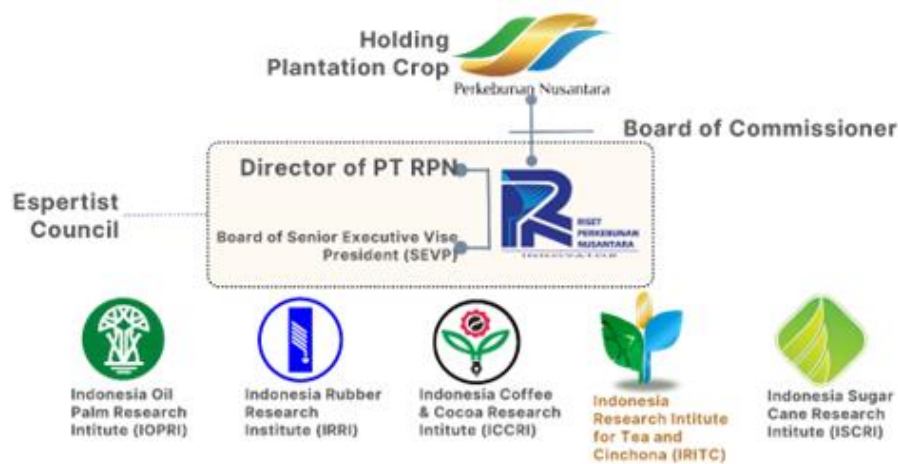 Holding
Plantation Crop
Perkebunan Nusantara
Board of Commissioner
Director of PT RPN
Espertist
Council
Board of Senior Executive Vise
President (SEVP)
RISET
PERKEBUNAN
NUSANTARA
INNOVATOR
Indonesia Oil
Palm Research
Intitute (IOPRI)
Indonesia Rubber
Research
Institute (IRRI)
Indonesia Coffee
& Cocoa Research
Intitute (ICCRI)
Indonesia
Research Intitute
for Tea and
Cinchona (IRITC)
Indonesia Sugar
Cane Research
Intitute (ISCRI)